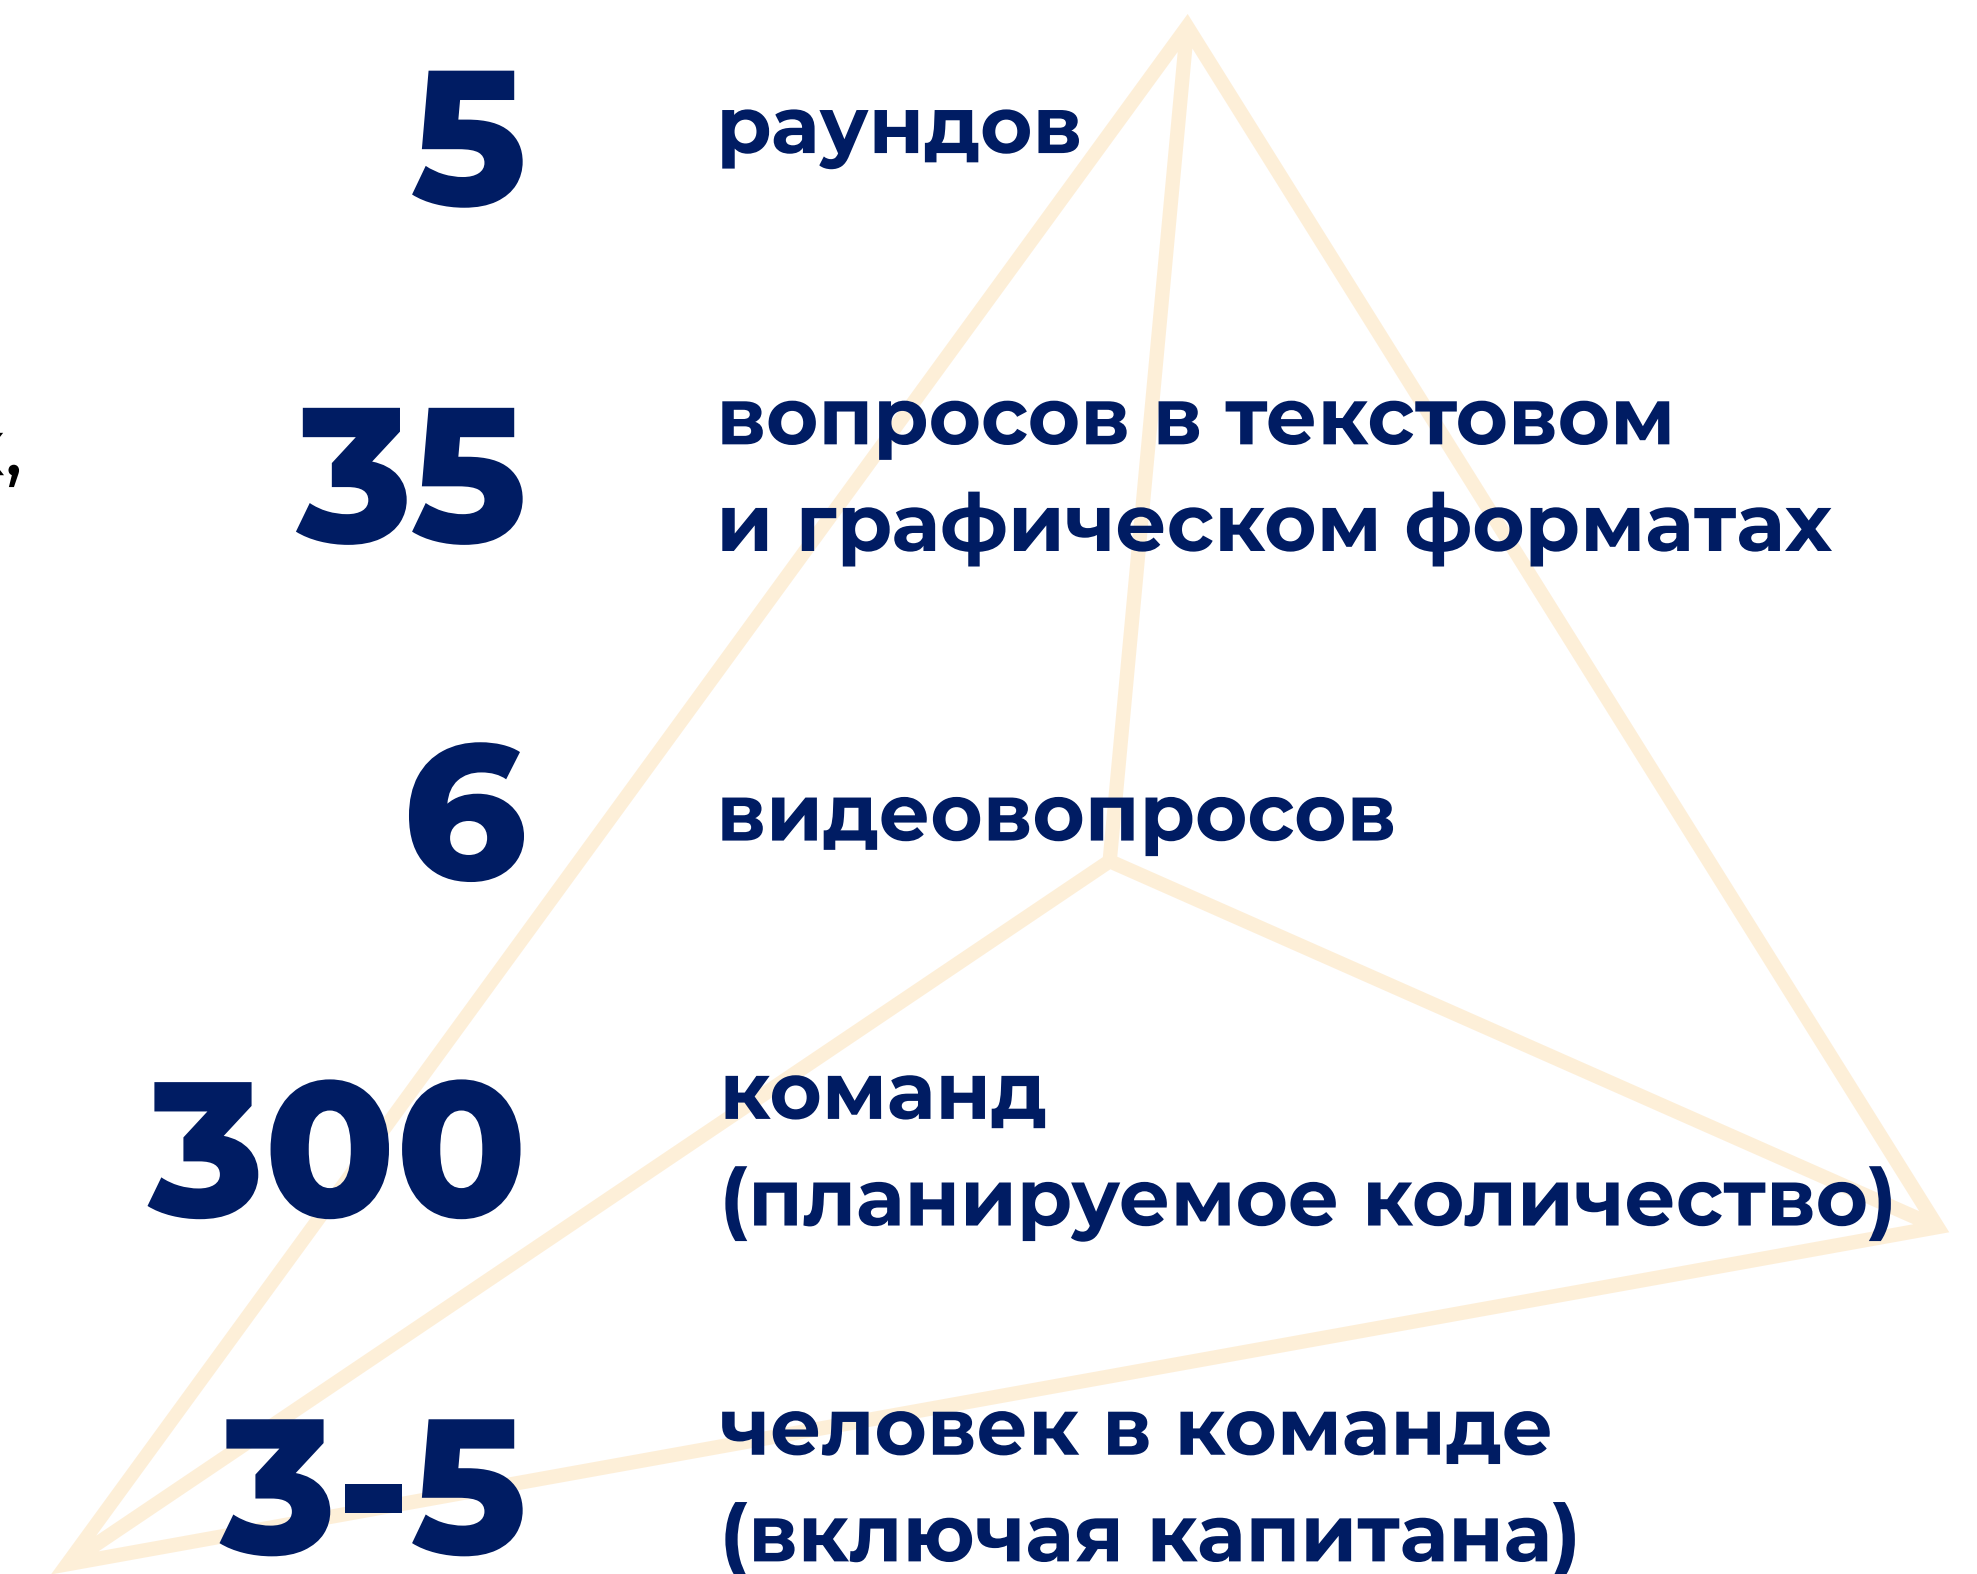 5 раундов
35 вопросов в текстовом
и графическом форматах
6 видеовопросов
300 команд
(планируемое количество)
3-5 человек в команде
(включая капитана)